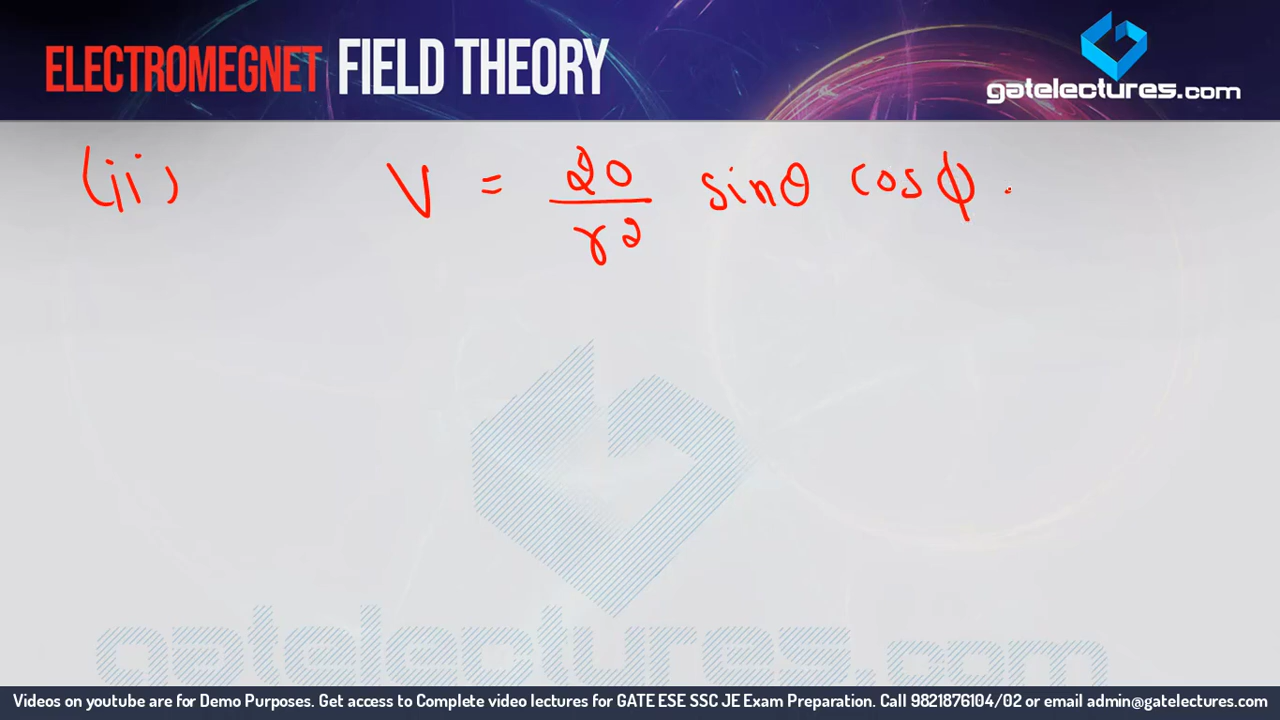 ELECTROMEGNET FIELD THEORY
gatelectures.com
(ii) V = 20/r² sinθ cosϕ .
gatelectures.com
Videos on youtube are for Demo Purposes. Get access to Complete video lectures for GATE ESE SSC JE Exam Preparation. Call 9821876104/02 or email admin@gatelectures.com